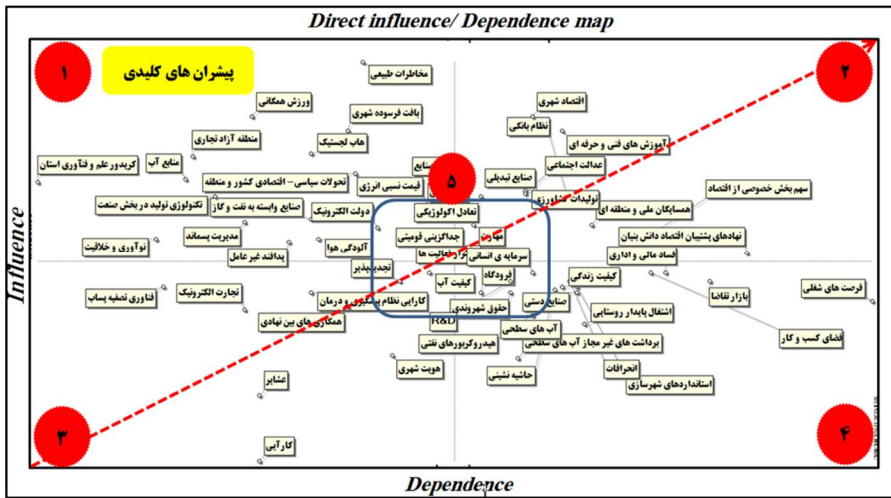 Direct influence/ Dependence map
۱
پیشران های کلیدی
۲
مخاطرات طبیعی
ورزش همگانی
اقتصاد شهری
بافت فرسوده شهری
نظام بانکی
منطقه آزاد تجاری
هاب لجستیک
آموزش های فنی و حرفه ای
کریدور علم و فنآوری استان
منابع آب
عدالت اجتماعی
تحولات سیاسی- اقتصادی کشور و منطقه
قیمت نسبی انرژی
۵
صنایع تبدیلی
سهم بخش خصوصی از اقتصاد
تکنولوژی تولید در بخش صنعت
صنایع وابسته به نفت و گاز
دولت الکترونیک
تعادل اکولوژیکی
تولیدات کشاورزی
همسایگان ملی و منطقه ای
نوآوری و خلاقیت
مدیریت پسماند
پدافند غیر عامل
آلودگی هوا
جداگزینی قومیتی
مهارت
نهادهای پشتیبان اقتصاد دانش بنیان
سرمایه ی انسانی
فساد مالی و اداری
فناوری تصفیه پساب
تجارت الکترونیک
کیفیت آب
فرودگاه
کیفیت زندگی
بازار تقاضا
فرصت های شغلی
همکاری های بین نهادی
کارایی نظام پیشگیری و درمان
حقوق شهروندی
صنایع دستی
اشتغال پایدار روستایی
R&D
آب های سطحی
فضای کسب و کار
هیدروکربورهای نفتی
برداشت های غیر مجاز آب های سطحی
هویت شهری
حاشیه نشینی
انحرافات
استانداردهای شهرسازی
عشایر
۳
کارآیی
۴
Influence
Dependence